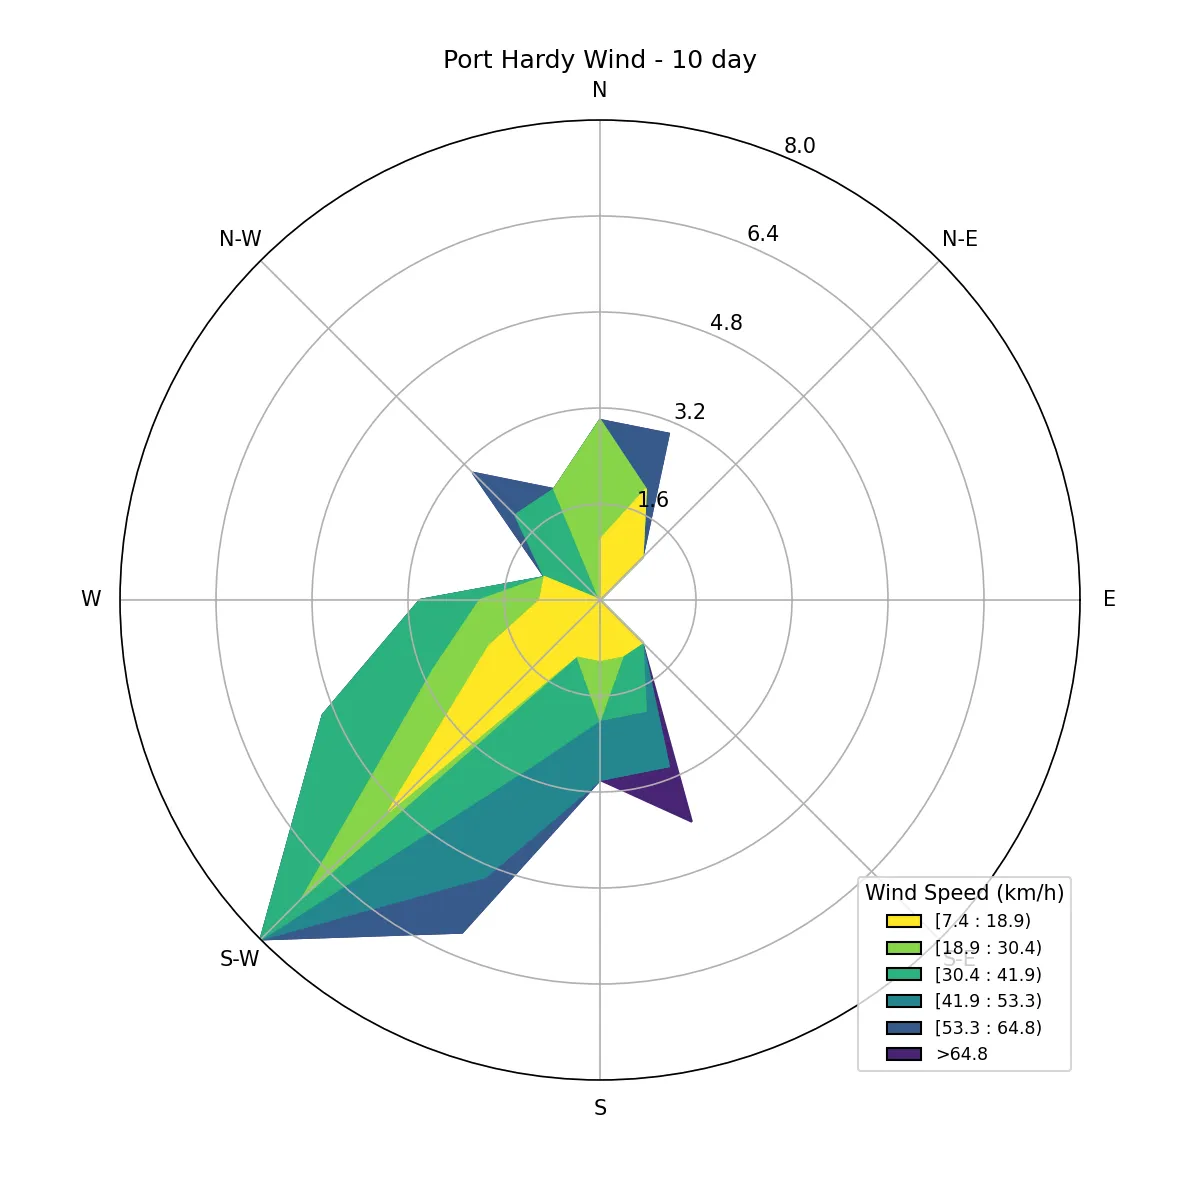 Port Hardy Wind - 10 day
N
8.0
6.4
N-W
N-E
4.8
3.2
1.6
W
E
Wind Speed (km/h)
[7.4 : 18.9)
[18.9 : 30.4)
S-W
S-E
[30.4 : 41.9)
[41.9 : 53.3)
[53.3 : 64.8)
>64.8
S